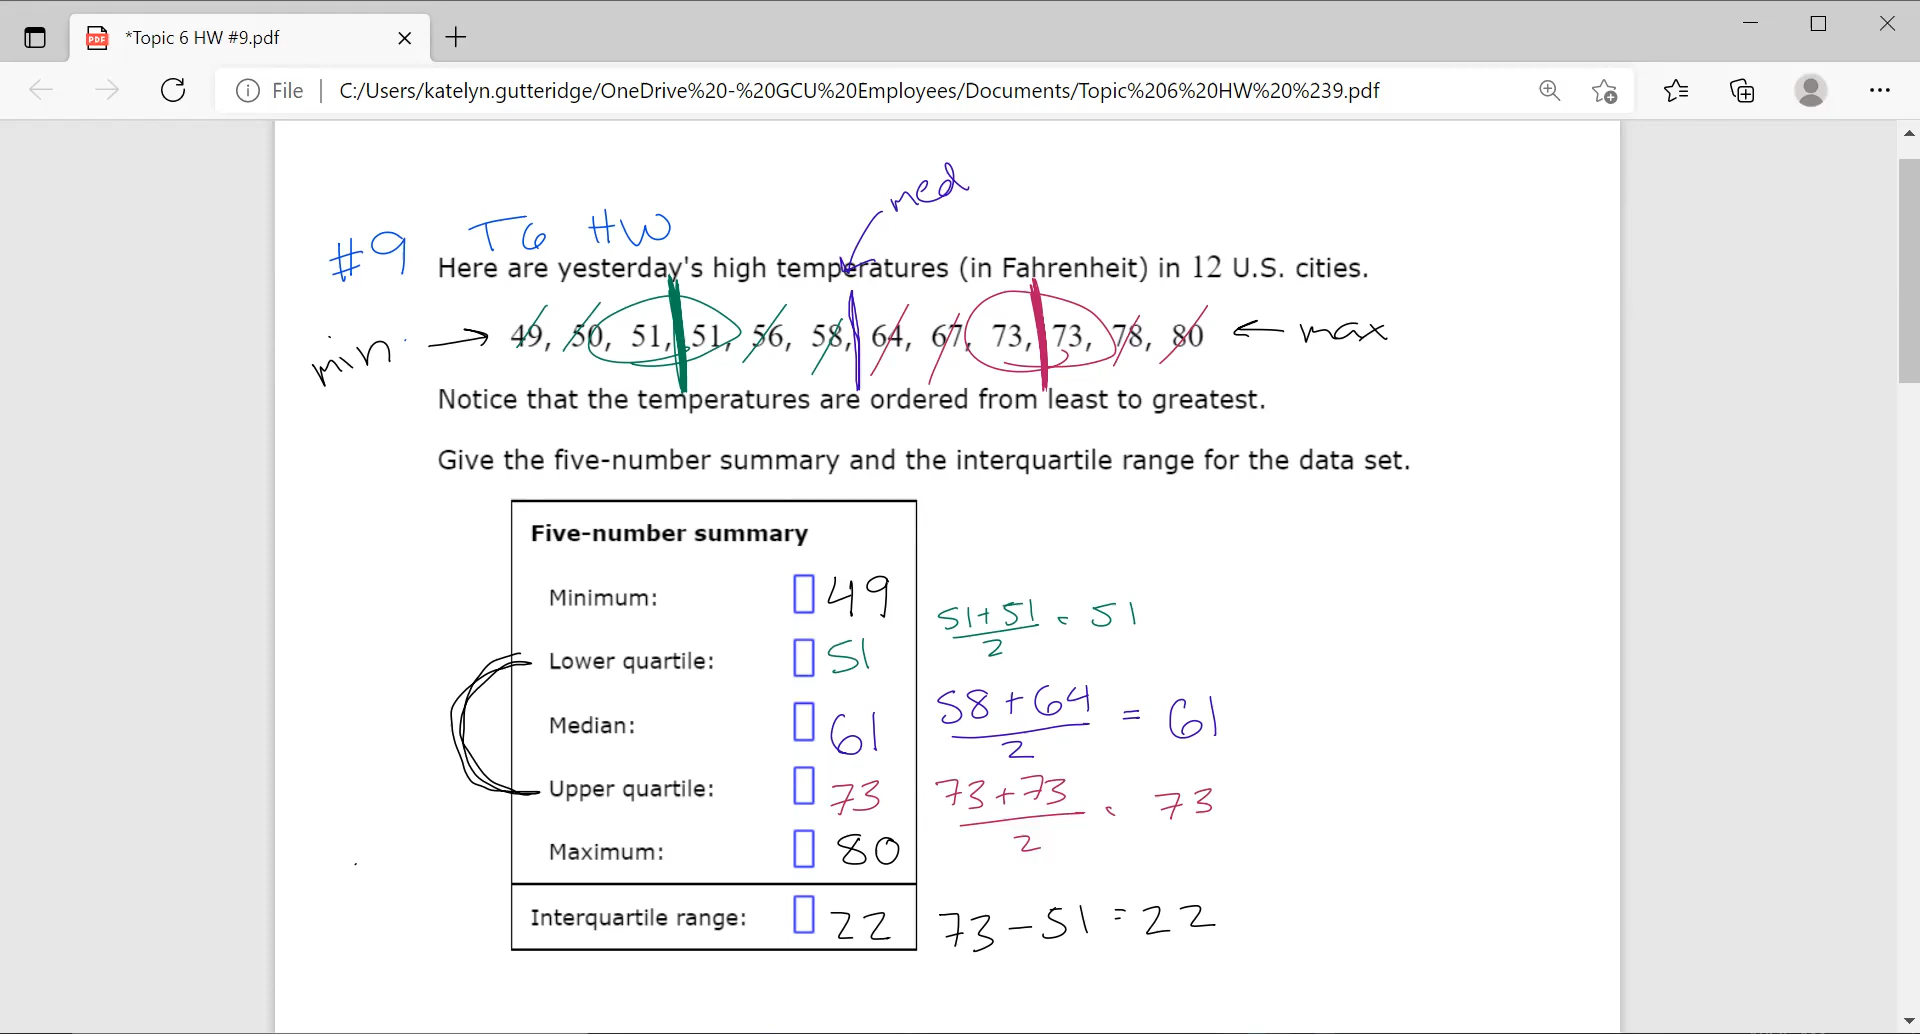 *Topic 6 HW #9.pdf
File | C:/Users/katelyn.gutteridge/OneDrive%20-%20GCU%20Employees/Documents/Topic%206%20HW%20%239.pdf
med
#9 T6 HW
Here are yesterday's high temperatures (in Fahrenheit) in 12 U.S. cities.
min → 49, 50, 51, 51, 56, 58, 64, 67, 73, 73, 78, 80 ← max
Notice that the temperatures are ordered from least to greatest.
Give the five-number summary and the interquartile range for the data set.
Five-number summary
Minimum: 49
51+51/2 = 51
Lower quartile: 51
Median: 61 58+64/2 = 61
Upper quartile: 73 73+73/2 = 73
Maximum: 80
Interquartile range: 22 73-51=22